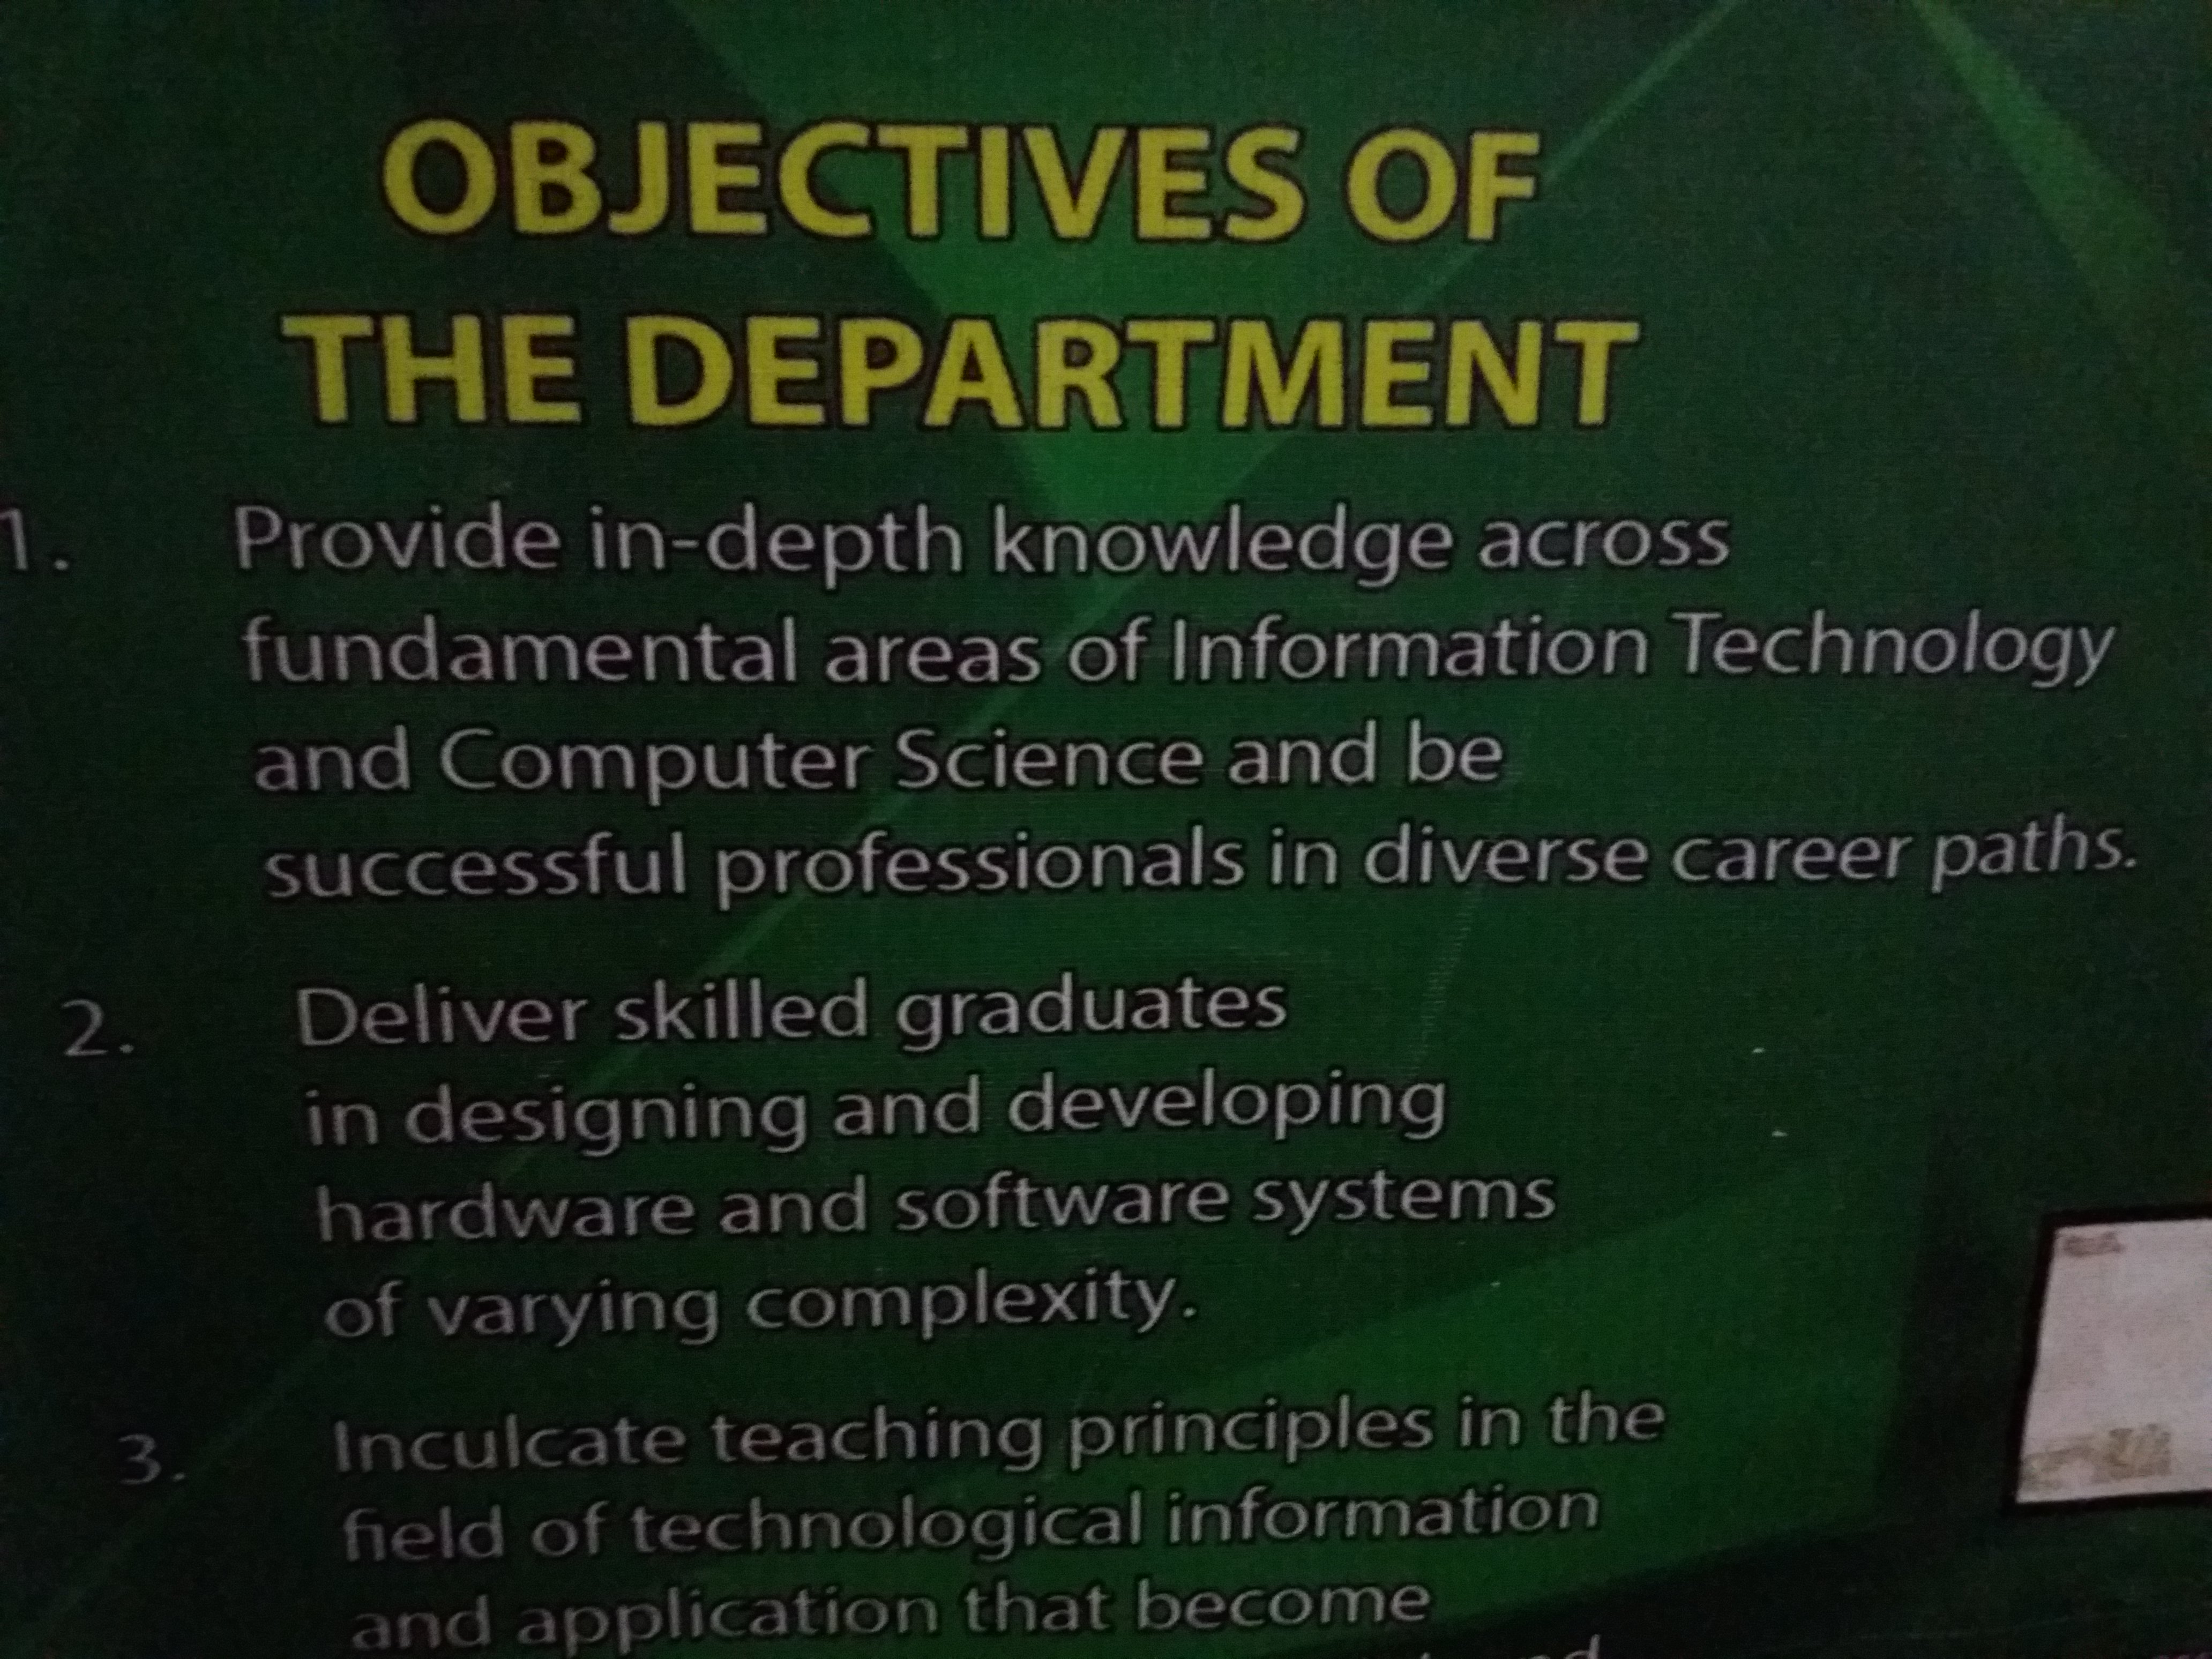 OBJECTIVES OF
THE DEPARTMENT
1. Provide in-depth knowledge across
fundamental areas of Information Technology
and Computer Science and be
successful professionals in diverse career paths.
2. Deliver skilled graduates
in designing and developing
hardware and software systems
of varying complexity.
3. Inculcate teaching principles in the
field of technological information
and application that become